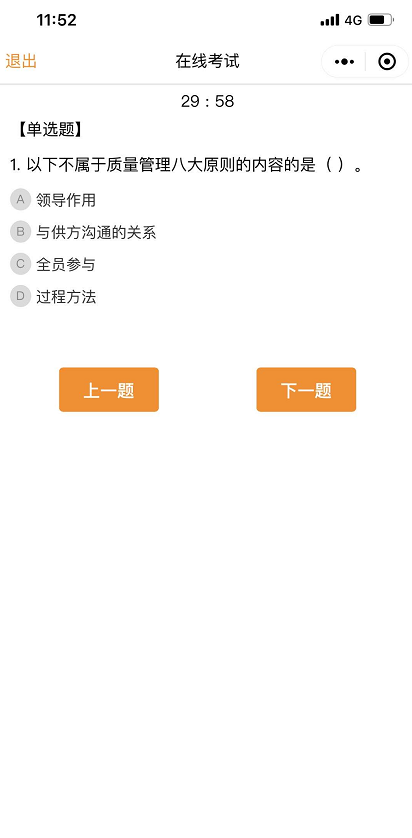 11:52 4G
退出 在线考试
29：58
【单选题】
1. 以下不属于质量管理八大原则的内容的是（ ）。
A 领导作用
B 与供方沟通的关系
C 全员参与
D 过程方法
上一题 下一题